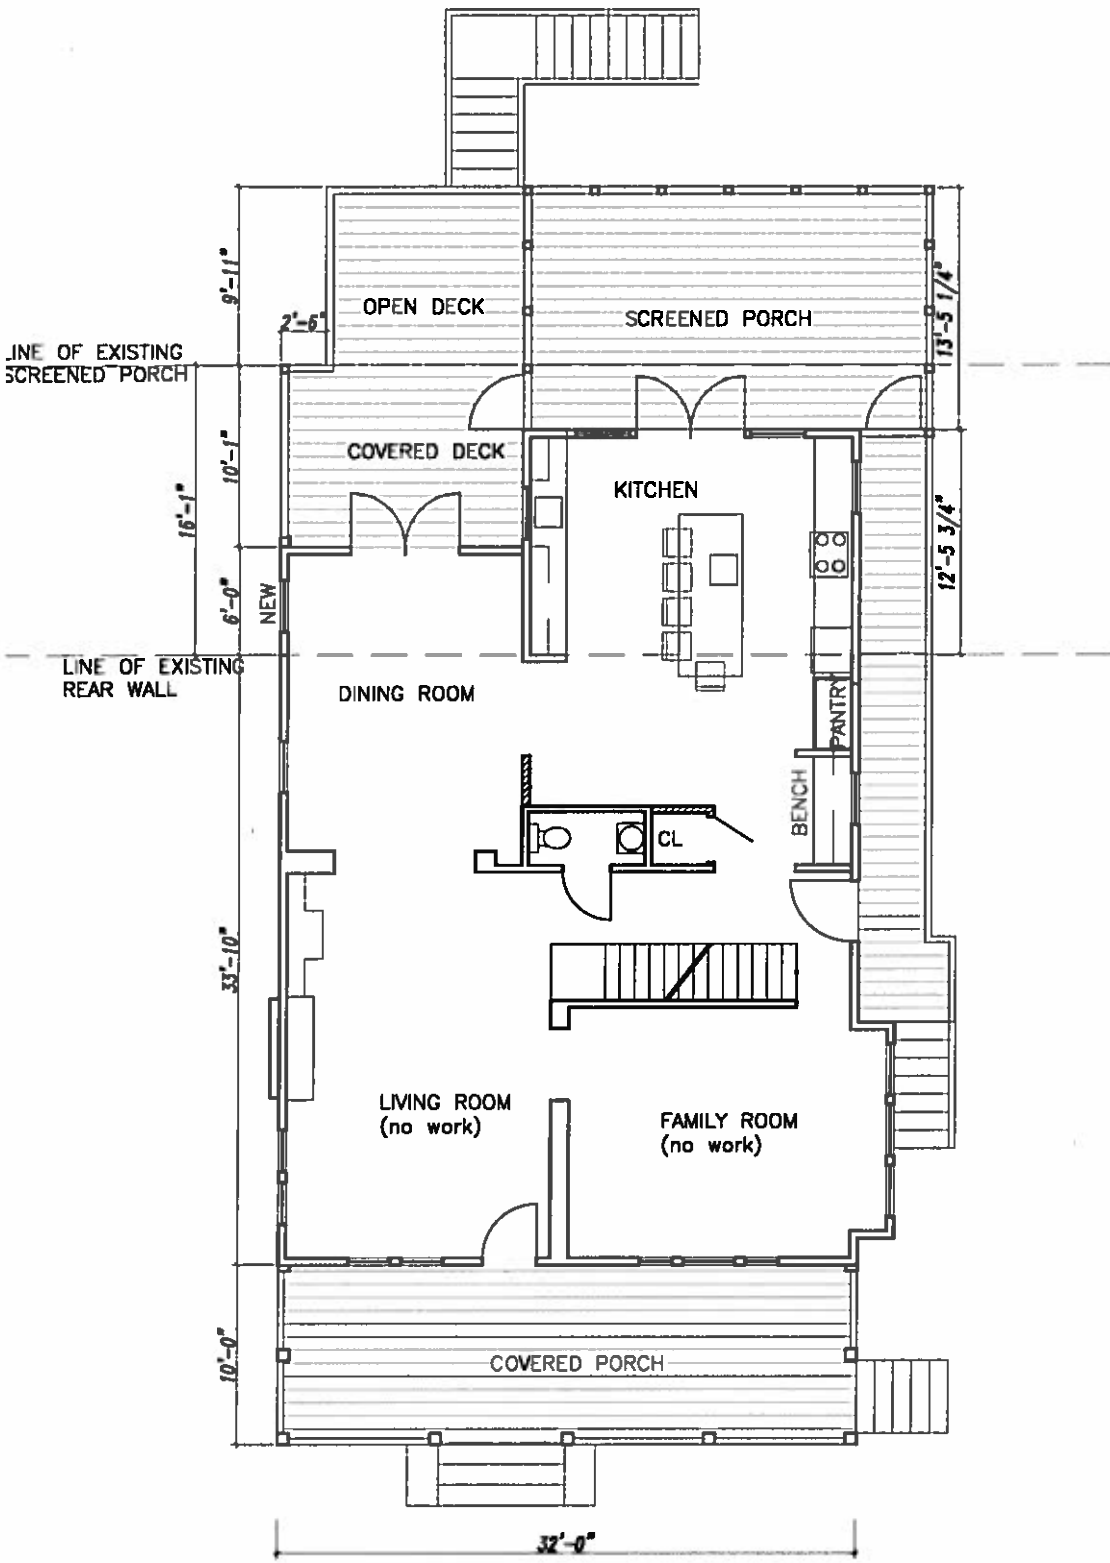 9'-11"
2'-6"
OPEN DECK
SCREENED PORCH
13'-5 1/4"
LINE OF EXISTING
SCREENED PORCH
COVERED DECK
10'-1"
16'-1"
KITCHEN
12'-5 3/4"
6'-0"
NEW
LINE OF EXISTING
REAR WALL
DINING ROOM
PANTRY
BENCH
CL
33'-10"
LIVING ROOM
(no work)
FAMILY ROOM
(no work)
10'-0"
COVERED PORCH
32'-0"